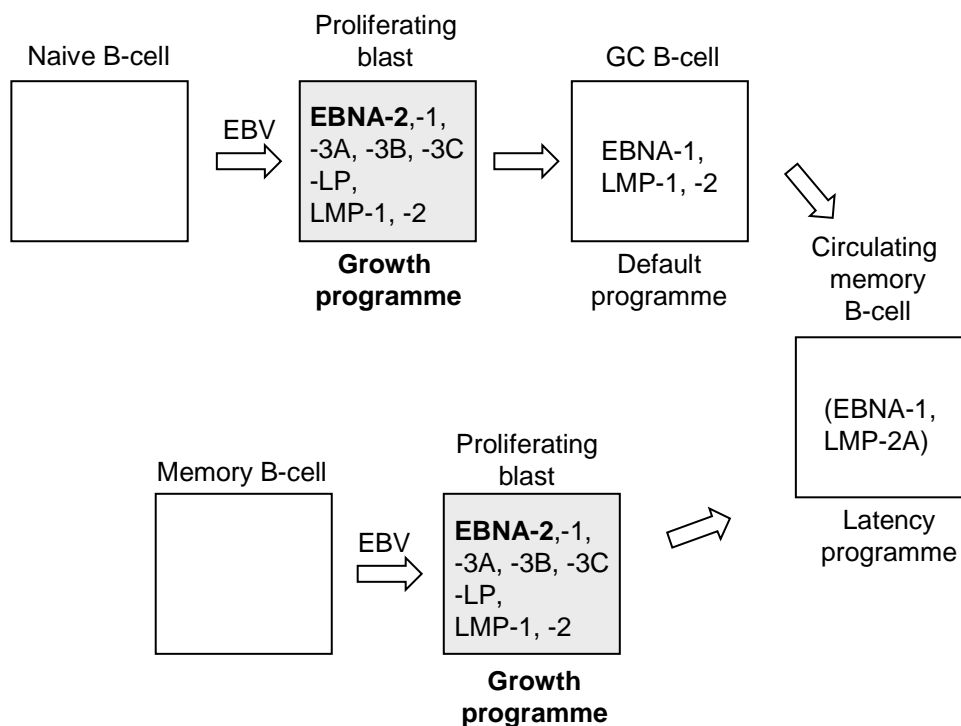 Naive B-cell
EBV
Proliferating
blast
EBNA-2,-1,
-3A, -3B, -3C
-LP,
LMP-1, -2
Growth
programme
GC B-cell
EBNA-1,
LMP-1, -2
Default
programme
Circulating
memory
B-cell
(EBNA-1,
LMP-2A)
Latency
programme
Memory B-cell
EBV
Proliferating
blast
EBNA-2,-1,
-3A, -3B, -3C
-LP,
LMP-1, -2
Growth
programme